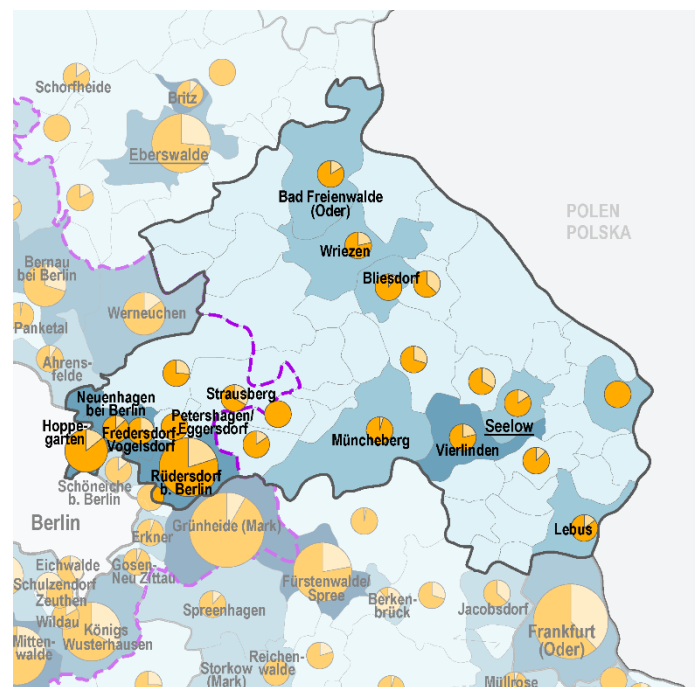 Schorfheide
Britz
Eberswalde
Bad Freienwalde
(Oder)
POLEN
POLSKA
Wriezen
Bernau
bei Berlin
Bliesdorf
Werneuchen
Panketal
Ahrens-
felde
Neuenhagen
bei Berlin
Strausberg
Hoppe-
garten
Fredersdorf-
Vogelsdorf
Petershagen/
Eggersdorf
Müncheberg
Seelow
Vierlinden
Rüdersdorf
b. Berlin
Schöneiche
b. Berlin
Berlin
Grünheide (Mark)
Lebus
Erkner
Eichwalde
Gosen-
Neu Zittau
Schulzendorf
Zeuthen
Wildau
Fürstenwalde/
Spree
Berken-
brück
Jacobsdorf
Spreenhagen
Königs
Wusterhausen
Mitten-
walde
Frankfurt
(Oder)
Reichen-
walde
Storkow
(Mark)
Müllrose